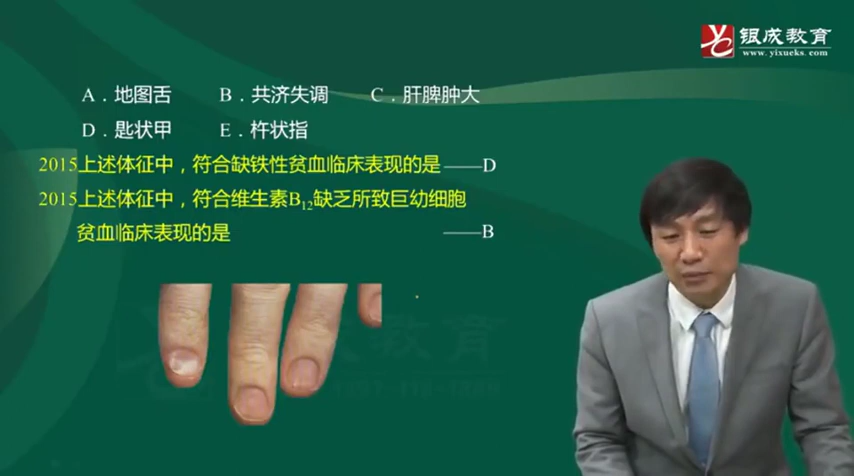 银成教育
www.yixueks.com
A．地图舌 B．共济失调 C．肝脾肿大
D．匙状甲 E．杵状指
2015上述体征中，符合缺铁性贫血临床表现的是——D
2015上述体征中，符合维生素B12缺乏所致巨幼细胞
贫血临床表现的是 ——B